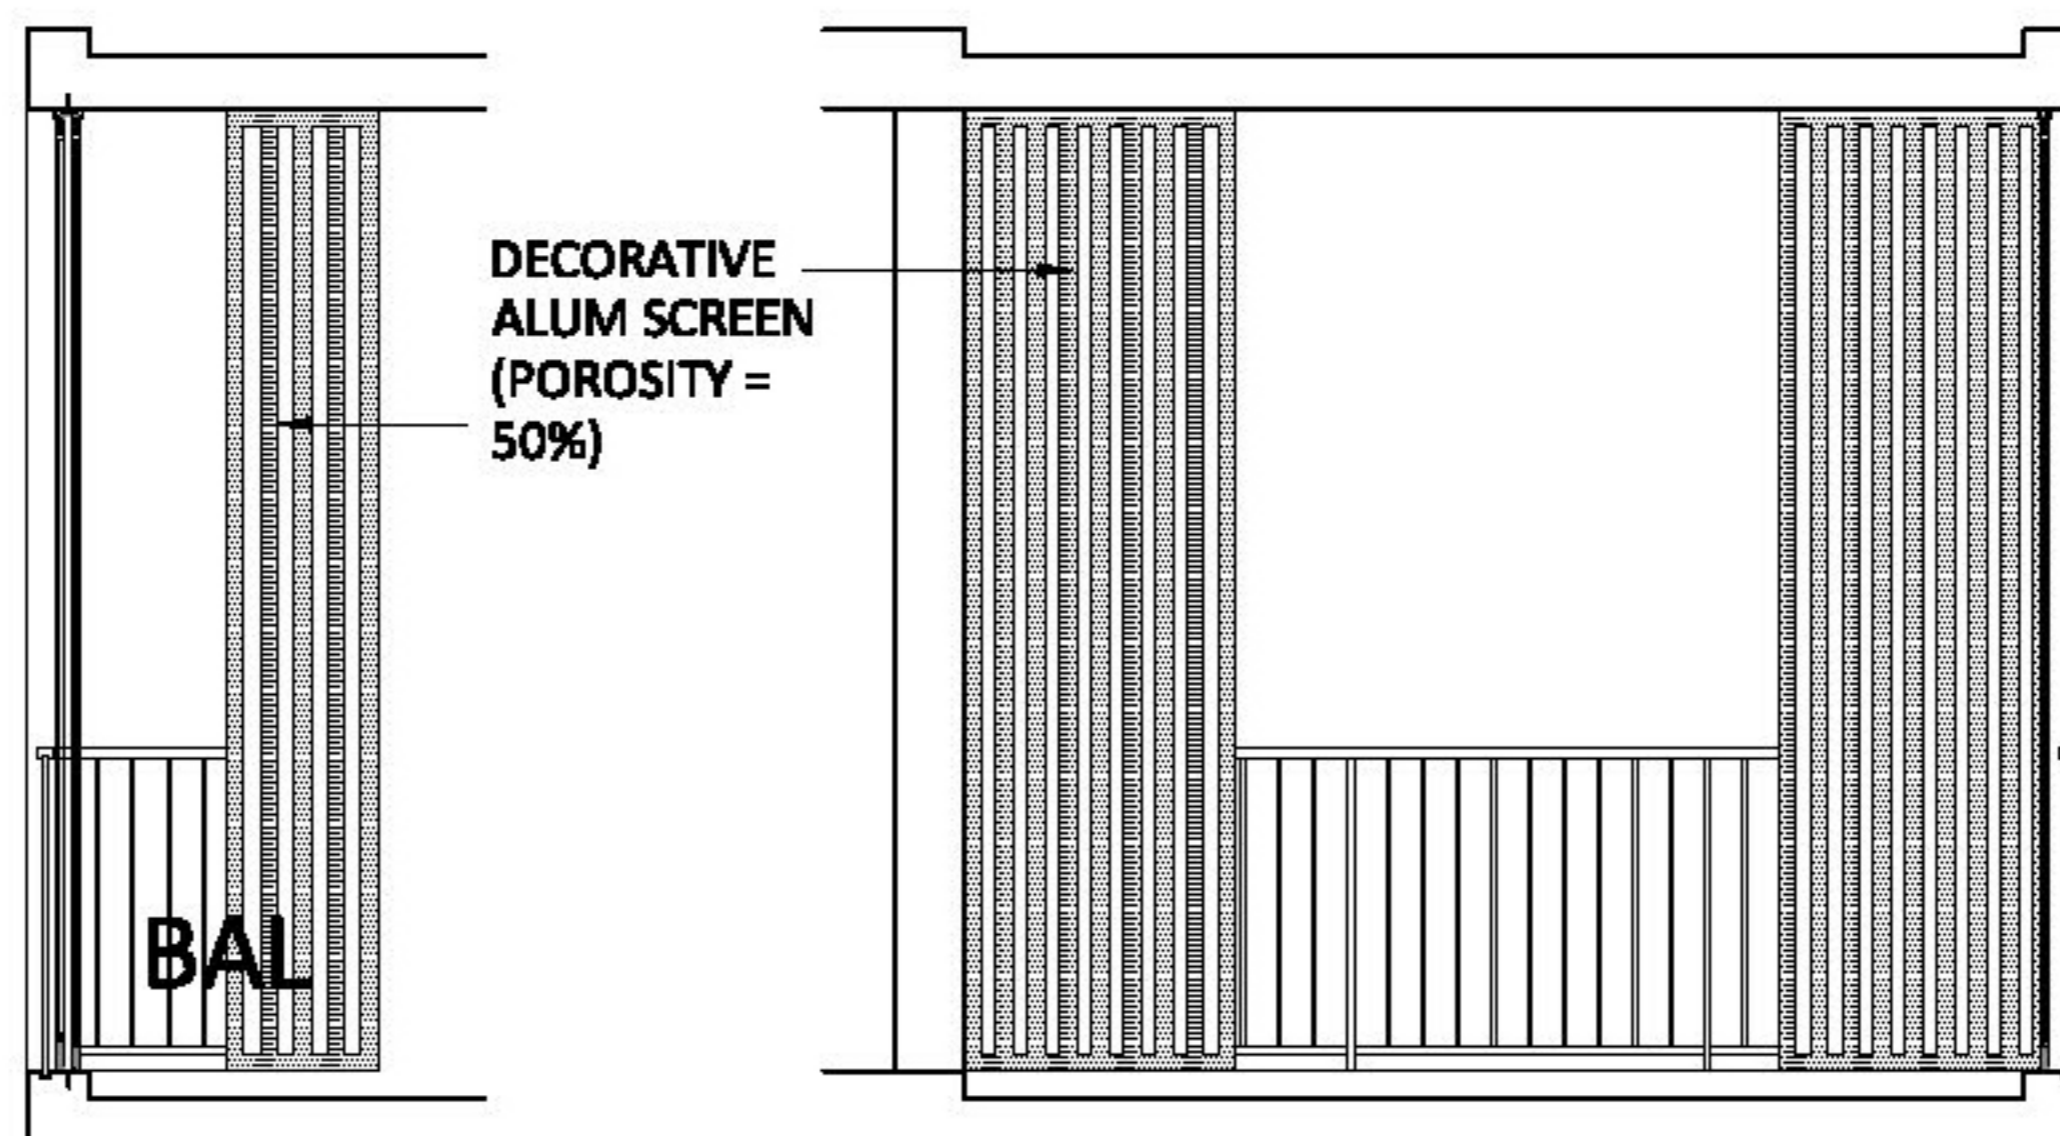 DECORATIVE
ALUM SCREEN
(POROSITY =
50%)
BAL